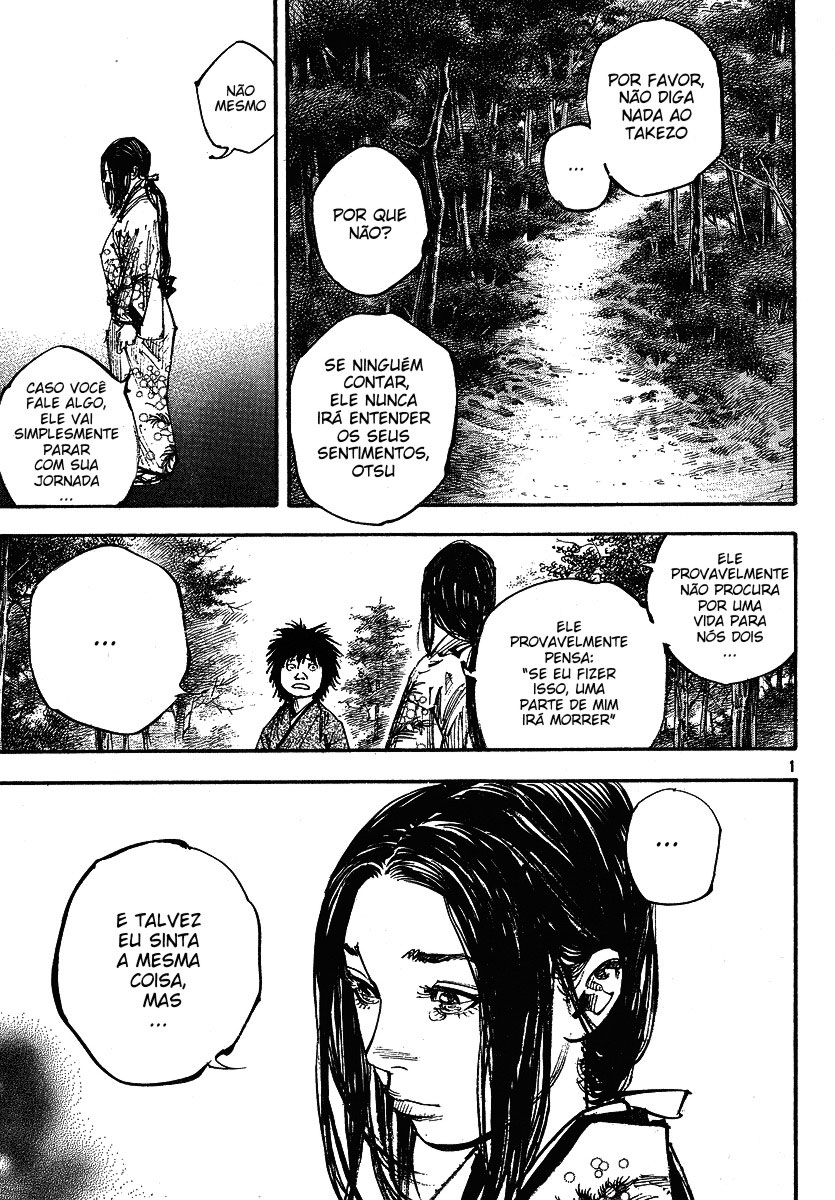 POR FAVOR,
NÃO DIGA
NADA AO
TAKEZO
...
POR QUE
NÃO?
SE NINGUÉM
CONTAR,
ELE NUNCA
IRÁ ENTENDER
OS SEUS
SENTIMENTOS,
OTSU
NÃO
MESMO
CASO VOCÊ
FALE ALGO,
ELE VAI
SIMPLESMENTE
PARAR
COM SUA
JORNADA
...
ELE
PROVAVELMENTE
NÃO PROCURA
POR UMA
VIDA PARA
NÓS DOIS
...
ELE
PROVAVELMENTE
PENSA:
"SE EU FIZER
ISSO, UMA
PARTE DE MIM
IRÁ MORRER"
...
1
...
E TALVEZ
EU SINTA
A MESMA
COISA,
MAS
...